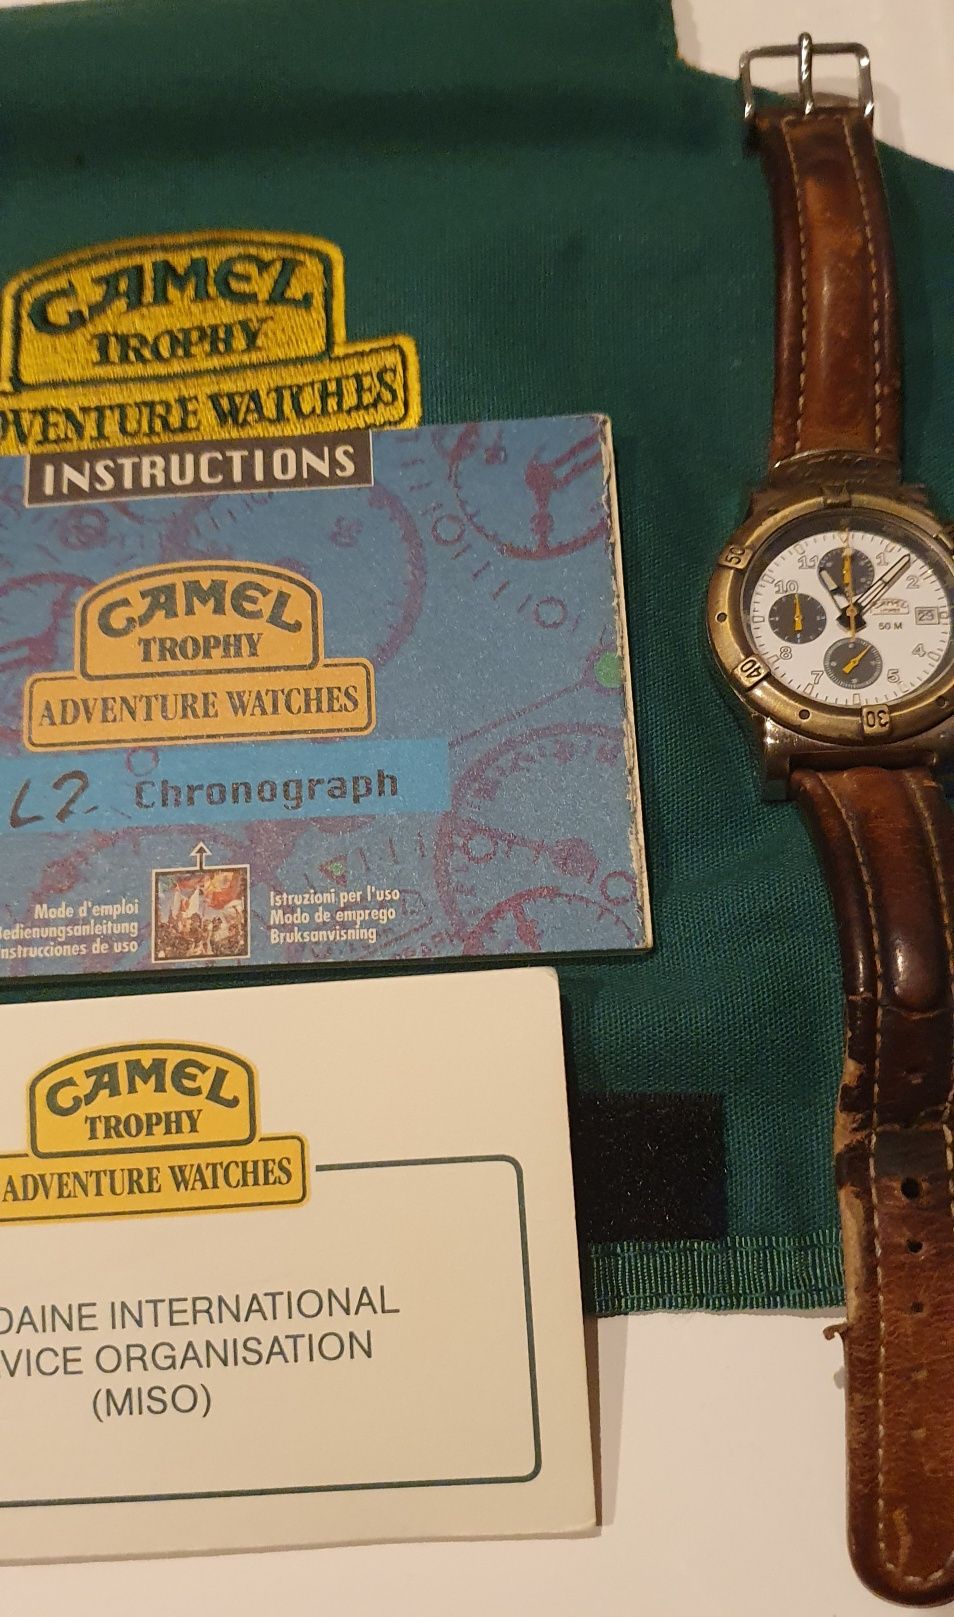 CAMEL
TROPHY
ADVENTURE WATCHES
INSTRUCTIONS
CAMEL
TROPHY
ADVENTURE WATCHES
L2 Chronograph
Mode d'emploi
Bedienungsanleitung
Instrucciones de uso
Istruzioni per l'uso
Modo de emprego
Bruksanvisning
CAMEL
TROPHY
ADVENTURE WATCHES
DAINE INTERNATIONAL
VICE ORGANISATION
(MISO)
50
40
30
11
1
2
10
8
7
5
4
23
CAMEL
TROPHY
50 M